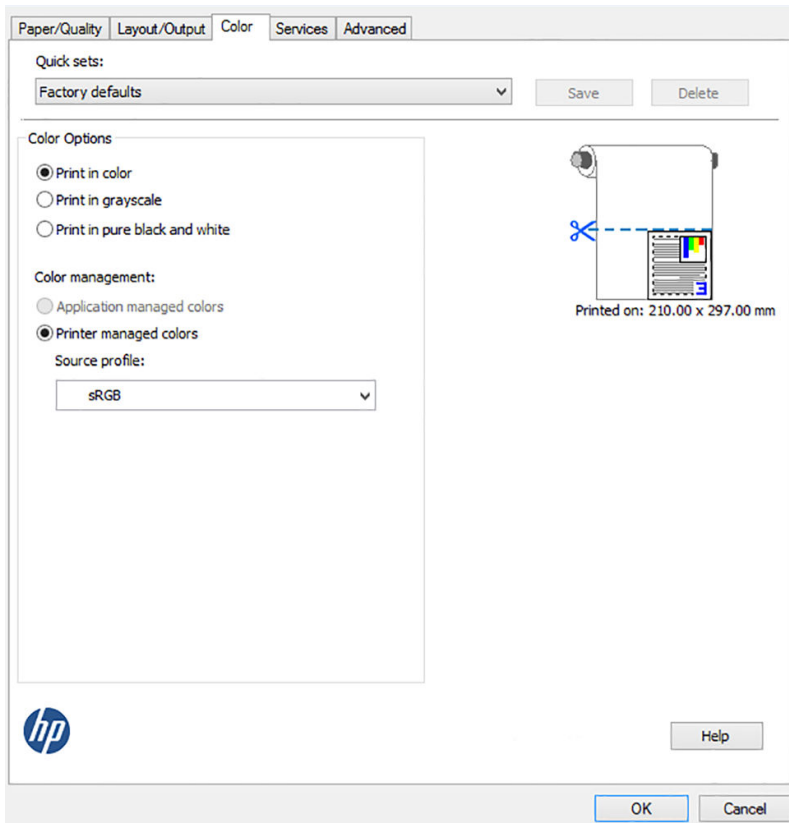 Paper/Quality Layout/Output Color Services Advanced
Quick sets:
Factory defaults Save Delete
Color Options
Print in color
Print in grayscale
Print in pure black and white
Color management:
Application managed colors
Printer managed colors
Source profile:
sRGB
E
Printed on: 210.00 x 297.00 mm
hp
Help
OK Cancel